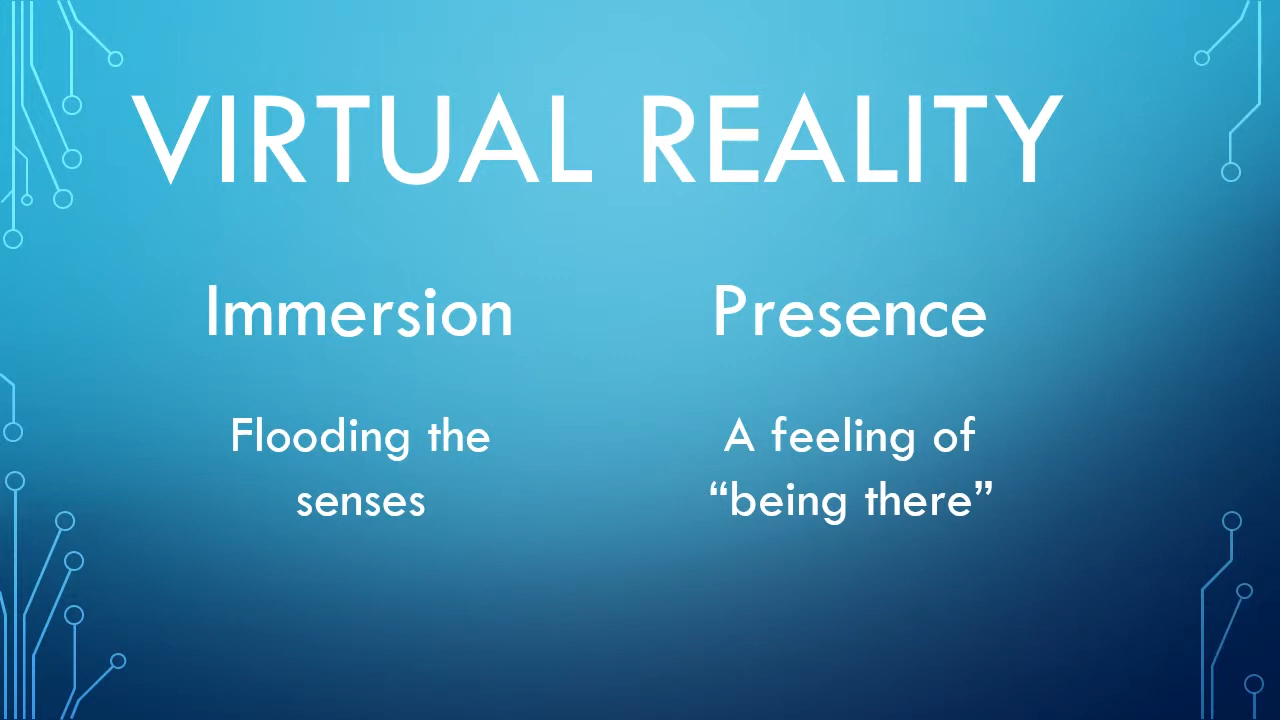 VIRTUAL REALITY
Immersion
Flooding the
senses
Presence
A feeling of
“being there”